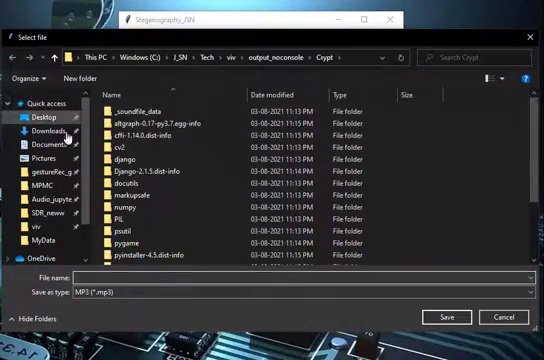 Steganography_JSN
Select file
This PC > Windows (C:) > J_SN > Tech > viv > output_noconsole > Crypt >
Search Crypt
Organize
New folder
Name Date modified Type Size
Quick access
Desktop
Downloads
Documents
Pictures
gestureRec_g
MPMC
Audio_jupyte
SDR_neww
viv
MyData
OneDrive
_soundfile_data 03-08-2021 11:13 PM File folder
altgraph-0.17-py3.7.egg-info 03-08-2021 11:15 PM File folder
cffi-1.14.0.dist-info 03-08-2021 11:15 PM File folder
cv2 03-08-2021 11:13 PM File folder
django 03-08-2021 11:13 PM File folder
Django-2.1.5.dist-info 03-08-2021 11:14 PM File folder
docutils 03-08-2021 11:13 PM File folder
markupsafe 03-08-2021 11:13 PM File folder
numpy 03-08-2021 11:13 PM File folder
PIL 03-08-2021 11:13 PM File folder
psutil 03-08-2021 11:13 PM File folder
pygame 03-08-2021 11:14 PM File folder
pyinstaller-4.5.dist-info 03-08-2021 11:15 PM File folder
File name:
Save as type: MP3 (*.mp3)
Hide Folders
Save
Cancel